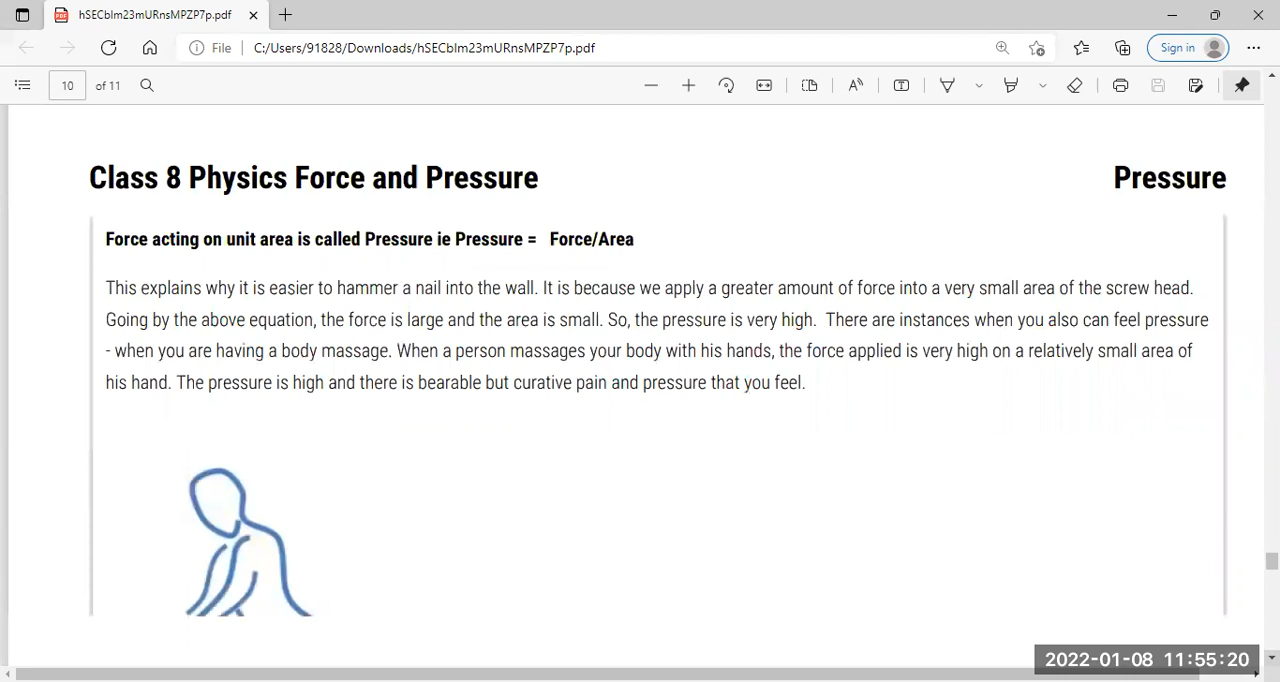 hSECbIm23mURnsMPZP7p.pdf
File C:/Users/91828/Downloads/hSECbIm23mURnsMPZP7p.pdf
Sign in
10 of 11
Class 8 Physics Force and Pressure
Pressure
Force acting on unit area is called Pressure ie Pressure = Force/Area
This explains why it is easier to hammer a nail into the wall. It is because we apply a greater amount of force into a very small area of the screw head.
Going by the above equation, the force is large and the area is small. So, the pressure is very high. There are instances when you also can feel pressure
- when you are having a body massage. When a person massages your body with his hands, the force applied is very high on a relatively small area of
his hand. The pressure is high and there is bearable but curative pain and pressure that you feel.
2022-01-08 11:55:20